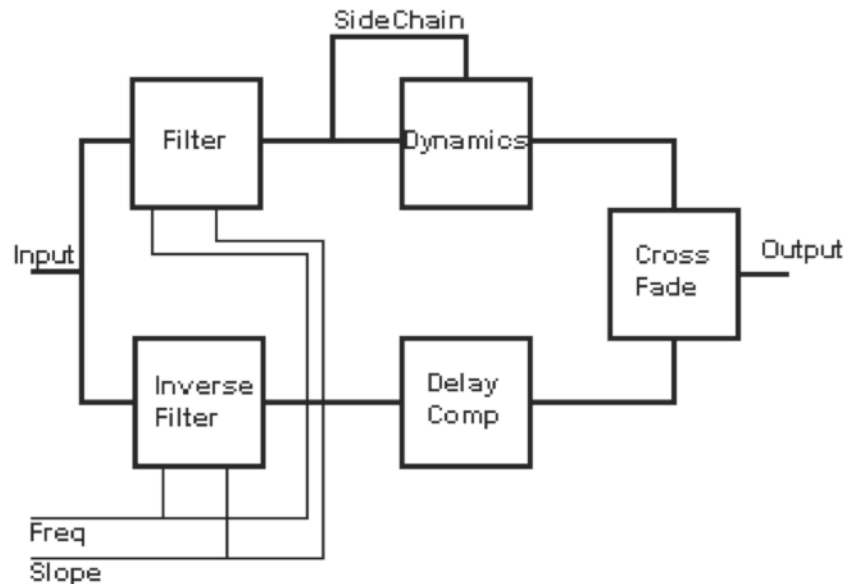 SideChain
Filter
Dynamics
Input
Cross
Fade
Output
Inverse
Filter
Delay
Comp
Freq
Slope